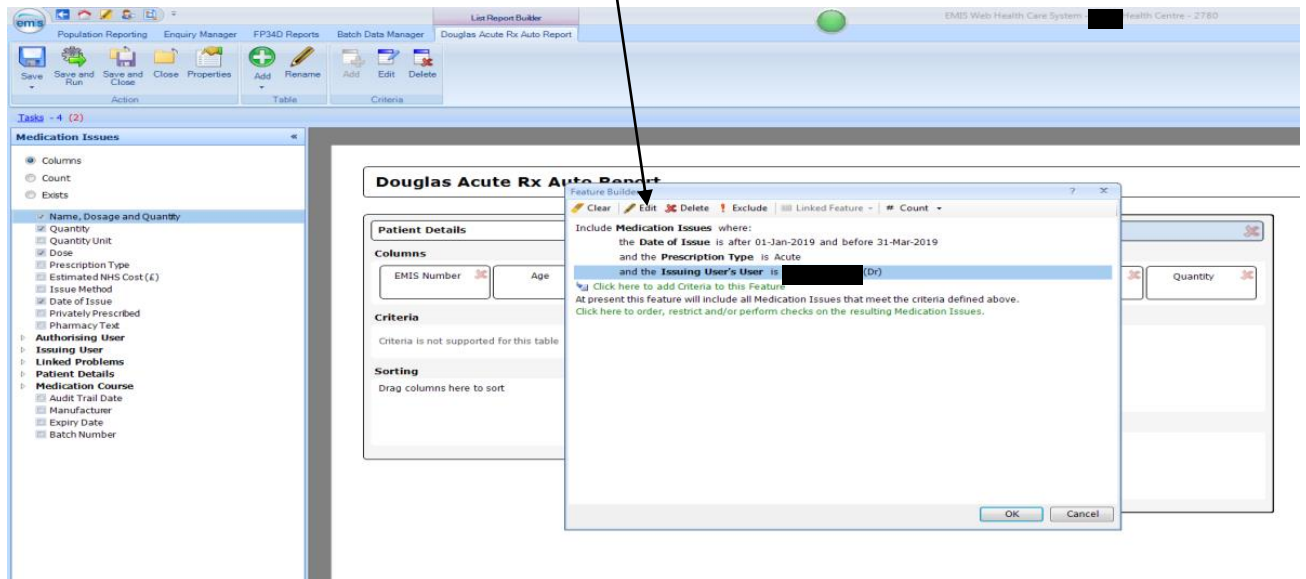 List Report Builder
EMIS Web Health Care System - Health Centre - 2780
emis
Population Reporting Enquiry Manager FP34D Reports Batch Data Manager Douglas Acute Rx Auto Report
Save Save and Run Save and Close Close Properties Add Rename Add Edit Delete
Action Table Criteria
Tasks - 4 (2)
Medication Issues «
Columns
Count
Exists
Name, Dosage and Quantity
Quantity
Quantity Unit
Dose
Prescription Type
Estimated NHS Cost (£)
Issue Method
Date of Issue
Privately Prescribed
Pharmacy Text
Authorising User
Issuing User
Linked Problems
Patient Details
Medication Course
Audit Trail Date
Manufacturer
Expiry Date
Batch Number
Douglas Acute Rx Auto Report
Patient Details
Columns
EMIS Number Age
Criteria
Criteria is not supported for this table
Sorting
Drag columns here to sort
Feature Builder ? x
Clear Edit Delete Exclude Linked Feature # Count
Include Medication Issues where:
the Date of Issue is after 01-Jan-2019 and before 31-Mar-2019
and the Prescription Type is Acute
and the Issuing User's User is (Dr)
Click here to add Criteria to this Feature
At present this feature will include all Medication Issues that meet the criteria defined above.
Click here to order, restrict and/or perform checks on the resulting Medication Issues.
OK Cancel
Quantity